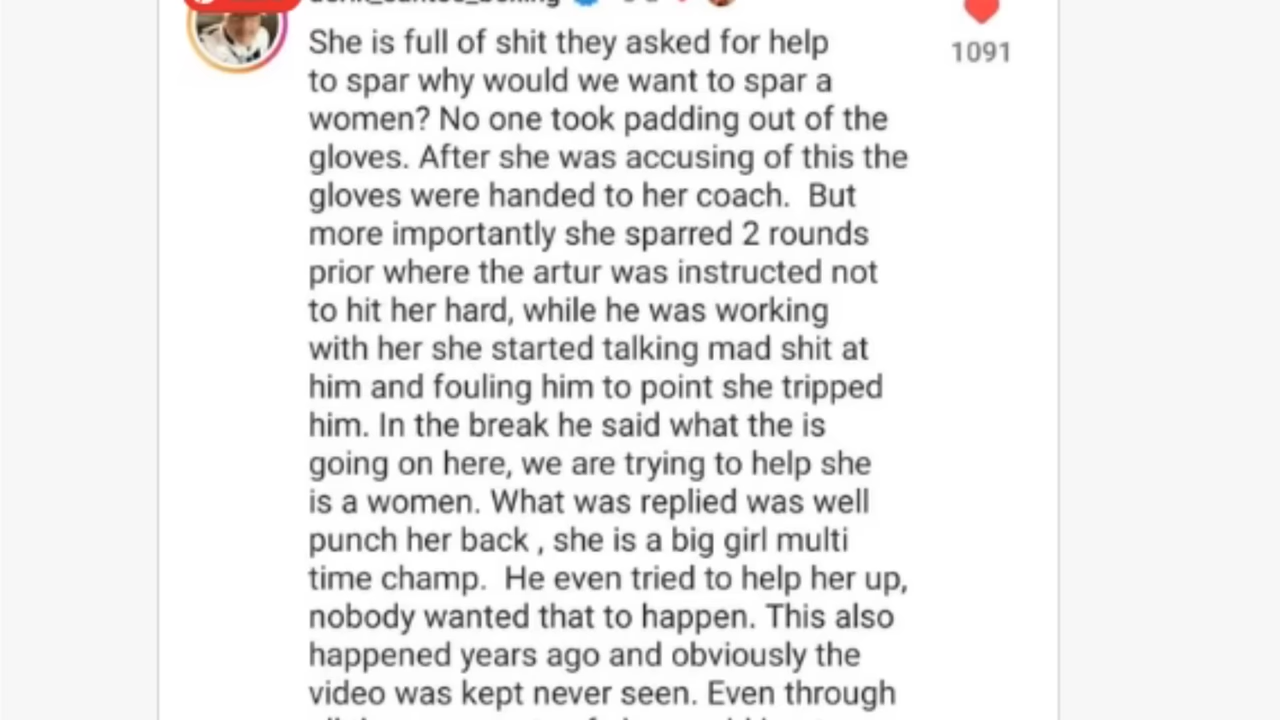 1091
She is full of shit they asked for help
to spar why would we want to spar a
women? No one took padding out of the
gloves. After she was accusing of this the
gloves were handed to her coach.  But
more importantly she sparred 2 rounds
prior where the artur was instructed not
to hit her hard, while he was working
with her she started talking mad shit at
him and fouling him to point she tripped
him. In the break he said what the is
going on here, we are trying to help she
is a women. What was replied was well
punch her back , she is a big girl multi
time champ.  He even tried to help her up,
nobody wanted that to happen. This also
happened years ago and obviously the
video was kept never seen. Even through